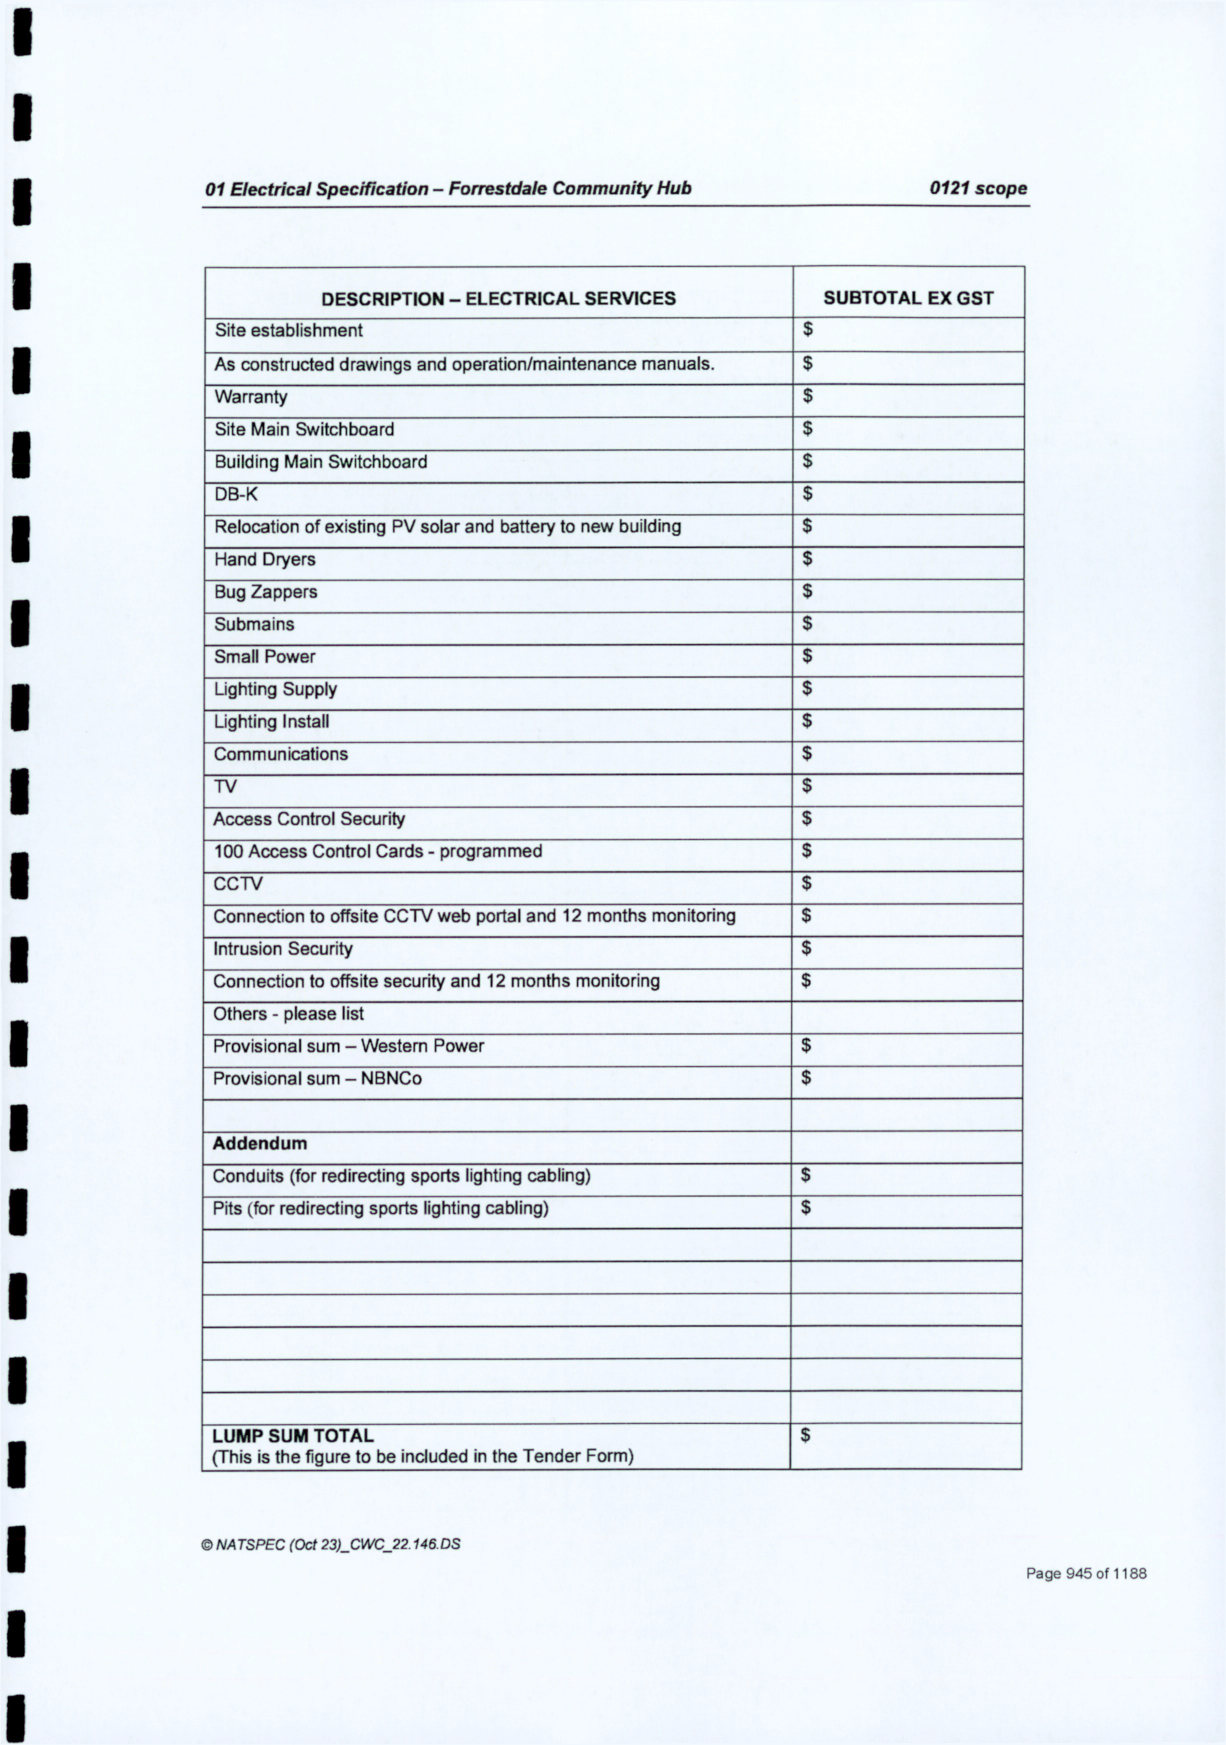 01 Electrical Specification – Forrestdale Community Hub 0121 scope
DESCRIPTION – ELECTRICAL SERVICES SUBTOTAL EX GST
Site establishment $
As constructed drawings and operation/maintenance manuals. $
Warranty $
Site Main Switchboard $
Building Main Switchboard $
DB-K $
Relocation of existing PV solar and battery to new building $
Hand Dryers $
Bug Zappers $
Submains $
Small Power $
Lighting Supply $
Lighting Install $
Communications $
TV $
Access Control Security $
100 Access Control Cards - programmed $
CCTV $
Connection to offsite CCTV web portal and 12 months monitoring $
Intrusion Security $
Connection to offsite security and 12 months monitoring $
Others - please list
Provisional sum – Western Power $
Provisional sum – NBNCo $
Addendum
Conduits (for redirecting sports lighting cabling) $
Pits (for redirecting sports lighting cabling) $
LUMP SUM TOTAL $
(This is the figure to be included in the Tender Form)
© NATSPEC (Oct 23)_CWC_22.146.DS
Page 945 of 1188